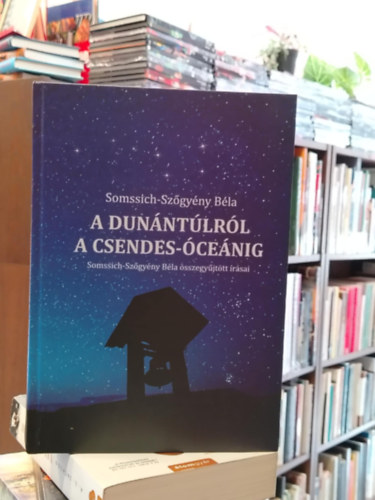 Somssich-Szőgyény Béla
A DUNÁNTÚLRÓL
A CSENDES-ÓCEÁNIG
Somssich-Szőgyény Béla összegyűjtött írásai